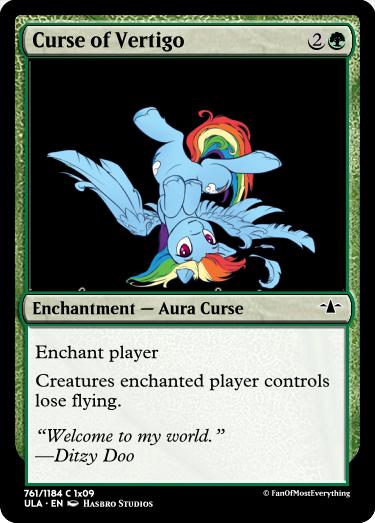 Curse of Vertigo 2
Enchantment — Aura Curse
Enchant player
Creatures enchanted player controls
lose flying.
“Welcome to my world.”
—Ditzy Doo
761/1184 C 1x09
ULA • EN Hasbro Studios
© FanOfMostEverything